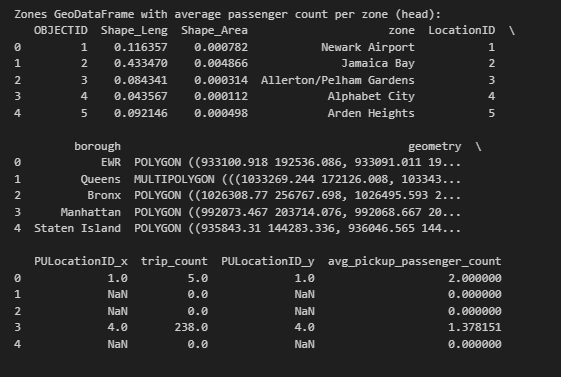 Zones GeoDataFrame with average passenger count per zone (head):
OBJECTID Shape_Leng Shape_Area zone LocationID \
0 1 0.116357 0.000782 Newark Airport 1
1 2 0.433470 0.004866 Jamaica Bay 2
2 3 0.084341 0.000314 Allerton/Pelham Gardens 3
3 4 0.043567 0.000112 Alphabet City 4
4 5 0.092146 0.000498 Arden Heights 5
borough geometry \
0 EWR POLYGON ((933100.918 192536.086, 933091.011 19...
1 Queens MULTIPOLYGON (((1033269.244 172126.008, 103343...
2 Bronx POLYGON ((1026308.77 256767.698, 1026495.593 2...
3 Manhattan POLYGON ((992073.467 203714.076, 992068.667 20...
4 Staten Island POLYGON ((935843.31 144283.336, 936046.565 144...
PULocationID_x trip_count PULocationID_y avg_pickup_passenger_count
0 1.0 5.0 1.0 2.000000
1 NaN 0.0 NaN 0.000000
2 NaN 0.0 NaN 0.000000
3 4.0 238.0 4.0 1.378151
4 NaN 0.0 NaN 0.000000